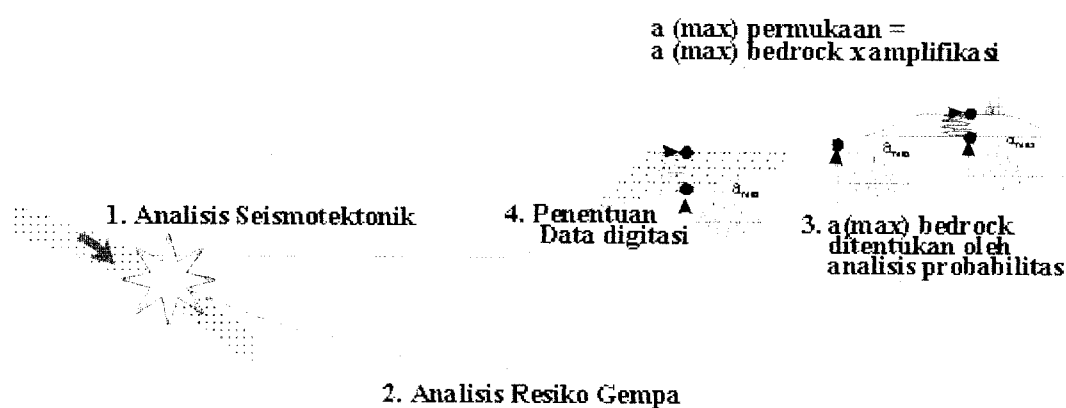 a (max) permukaan =
a (max) bedrock x amplifikasi
1. Analisis Seismotektonik
4. Penentuan
Data digitasi
3. a(max) bedrock
ditentukan oleh
analisis probabilitas
2. Analisis Resiko Gempa